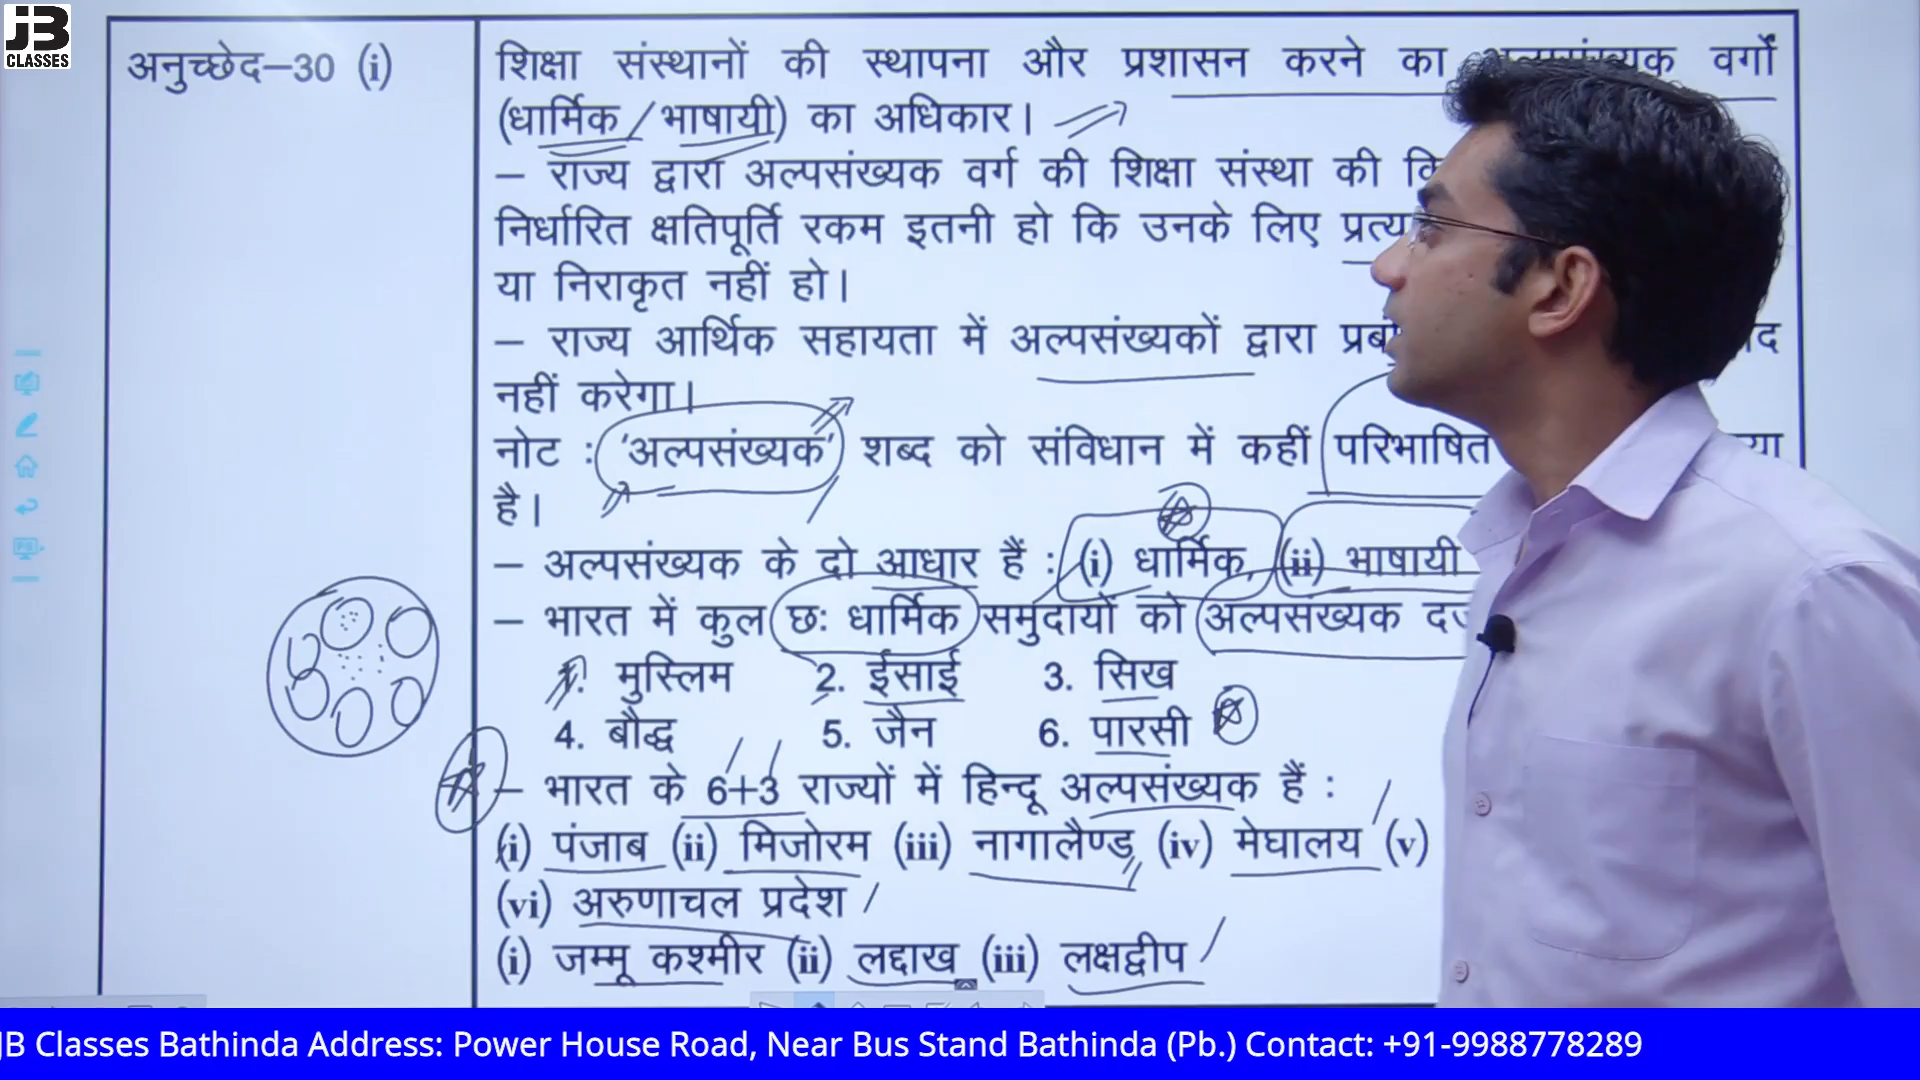 JB
CLASSES
अनुच्छेद–30 (i)
शिक्षा संस्थानों की स्थापना और प्रशासन करने का अल्पसंख्यक वर्गों
(धार्मिक / भाषायी) का अधिकार।
– राज्य द्वारा अल्पसंख्यक वर्ग की शिक्षा संस्था की
निर्धारित क्षतिपूर्ति रकम इतनी हो कि उनके लिए
या निराकृत नहीं हो।
– राज्य आर्थिक सहायता में अल्पसंख्यकों द्वारा
नहीं करेगा।
नोट : 'अल्पसंख्यक' शब्द को संविधान में कहीं परिभाषित
है।
– अल्पसंख्यक के दो आधार हैं : (i) धार्मिक, (ii) भाषायी
– भारत में कुल छः धार्मिक समुदायों को अल्पसंख्यक
1. मुस्लिम 2. ईसाई 3. सिख
4. बौद्ध 5. जैन 6. पारसी
– भारत के 6+3 राज्यों में हिन्दू अल्पसंख्यक हैं :
(i) पंजाब (ii) मिजोरम (iii) नागालैण्ड (iv) मेघालय (v)
(vi) अरुणाचल प्रदेश
(i) जम्मू कश्मीर (ii) लद्दाख (iii) लक्षद्वीप
JB Classes Bathinda Address: Power House Road, Near Bus Stand Bathinda (Pb.) Contact: +91-9988778289